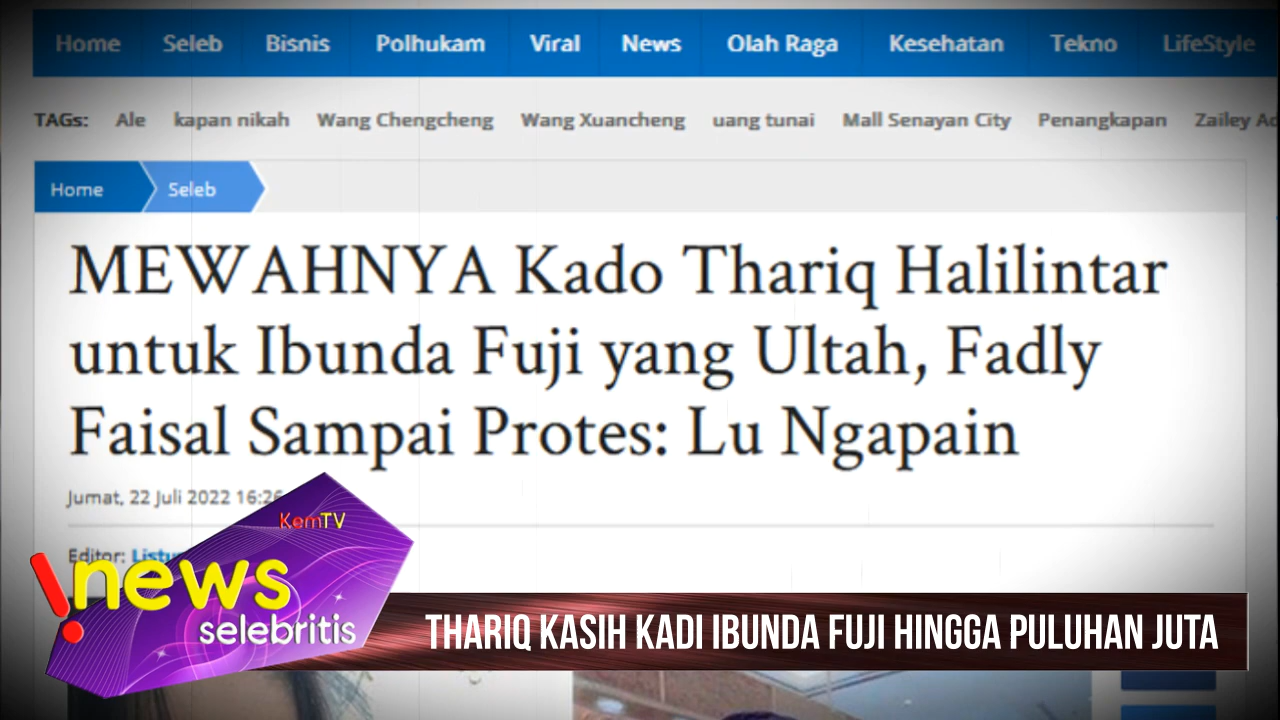 Home Seleb Bisnis Polhukam Viral News Olah Raga Kesehatan Tekno LifeStyle
TAGs: Ale kapan nikah Wang Chengcheng Wang Xuancheng uang tunai Mall Senayan City Penangkapan Zailey
Home Seleb
MEWAHNYA Kado Thariq Halilintar
untuk Ibunda Fuji yang Ultah, Fadly
Faisal Sampai Protes: Lu Ngapain
Jumat, 22 Juli 2022 16:26
KemTV
Editor:
!news
selebritis
THARIQ KASIH KADI IBUNDA FUJI HINGGA PULUHAN JUTA